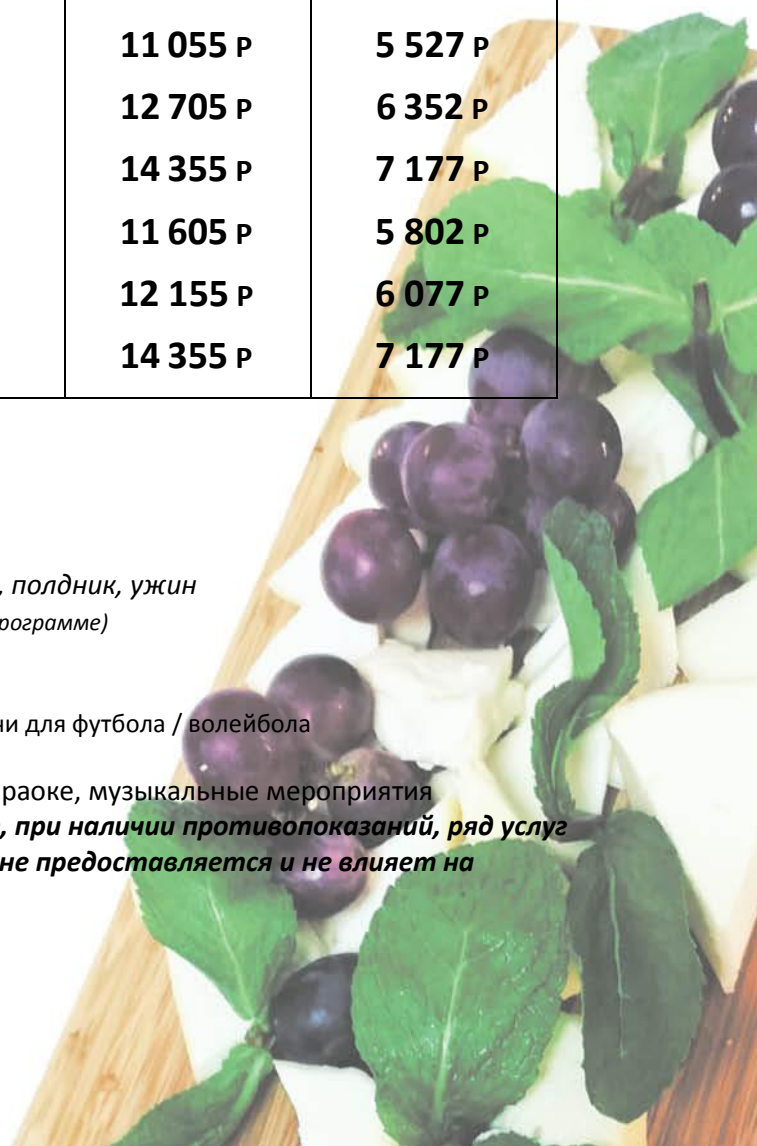 11 055 Р 5 527 Р
12 705 Р 6 352 Р
14 355 Р 7 177 Р
11 605 Р 5 802 Р
12 155 Р 6 077 Р
14 355 Р 7 177 Р
, полдник, ужин
рограмме)
чи для футбола / волейбола
раоке, музыкальные мероприятия
, при наличии противопоказаний, ряд услуг
не предоставляется и не влияет на